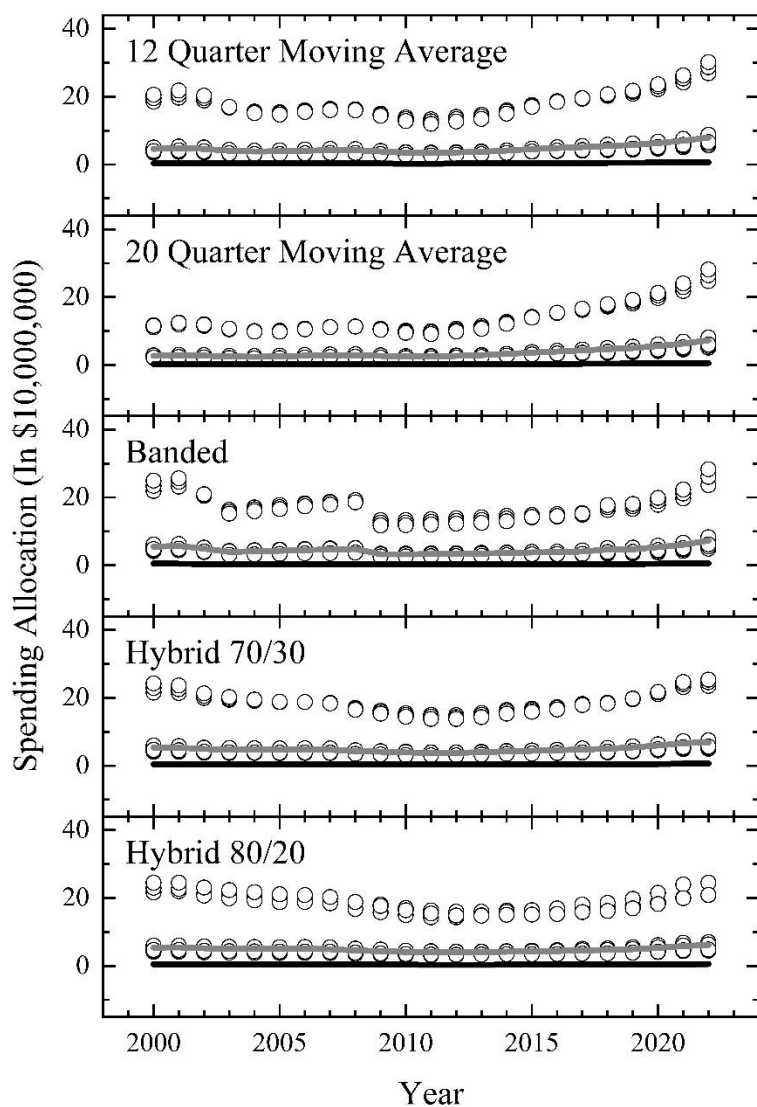 Spending Allocation (In $10,000,000)
12 Quarter Moving Average
40
20
0
20 Quarter Moving Average
40
20
0
Banded
40
20
0
Hybrid 70/30
40
20
0
Hybrid 80/20
40
20
0
2000 2005 2010 2015 2020
Year